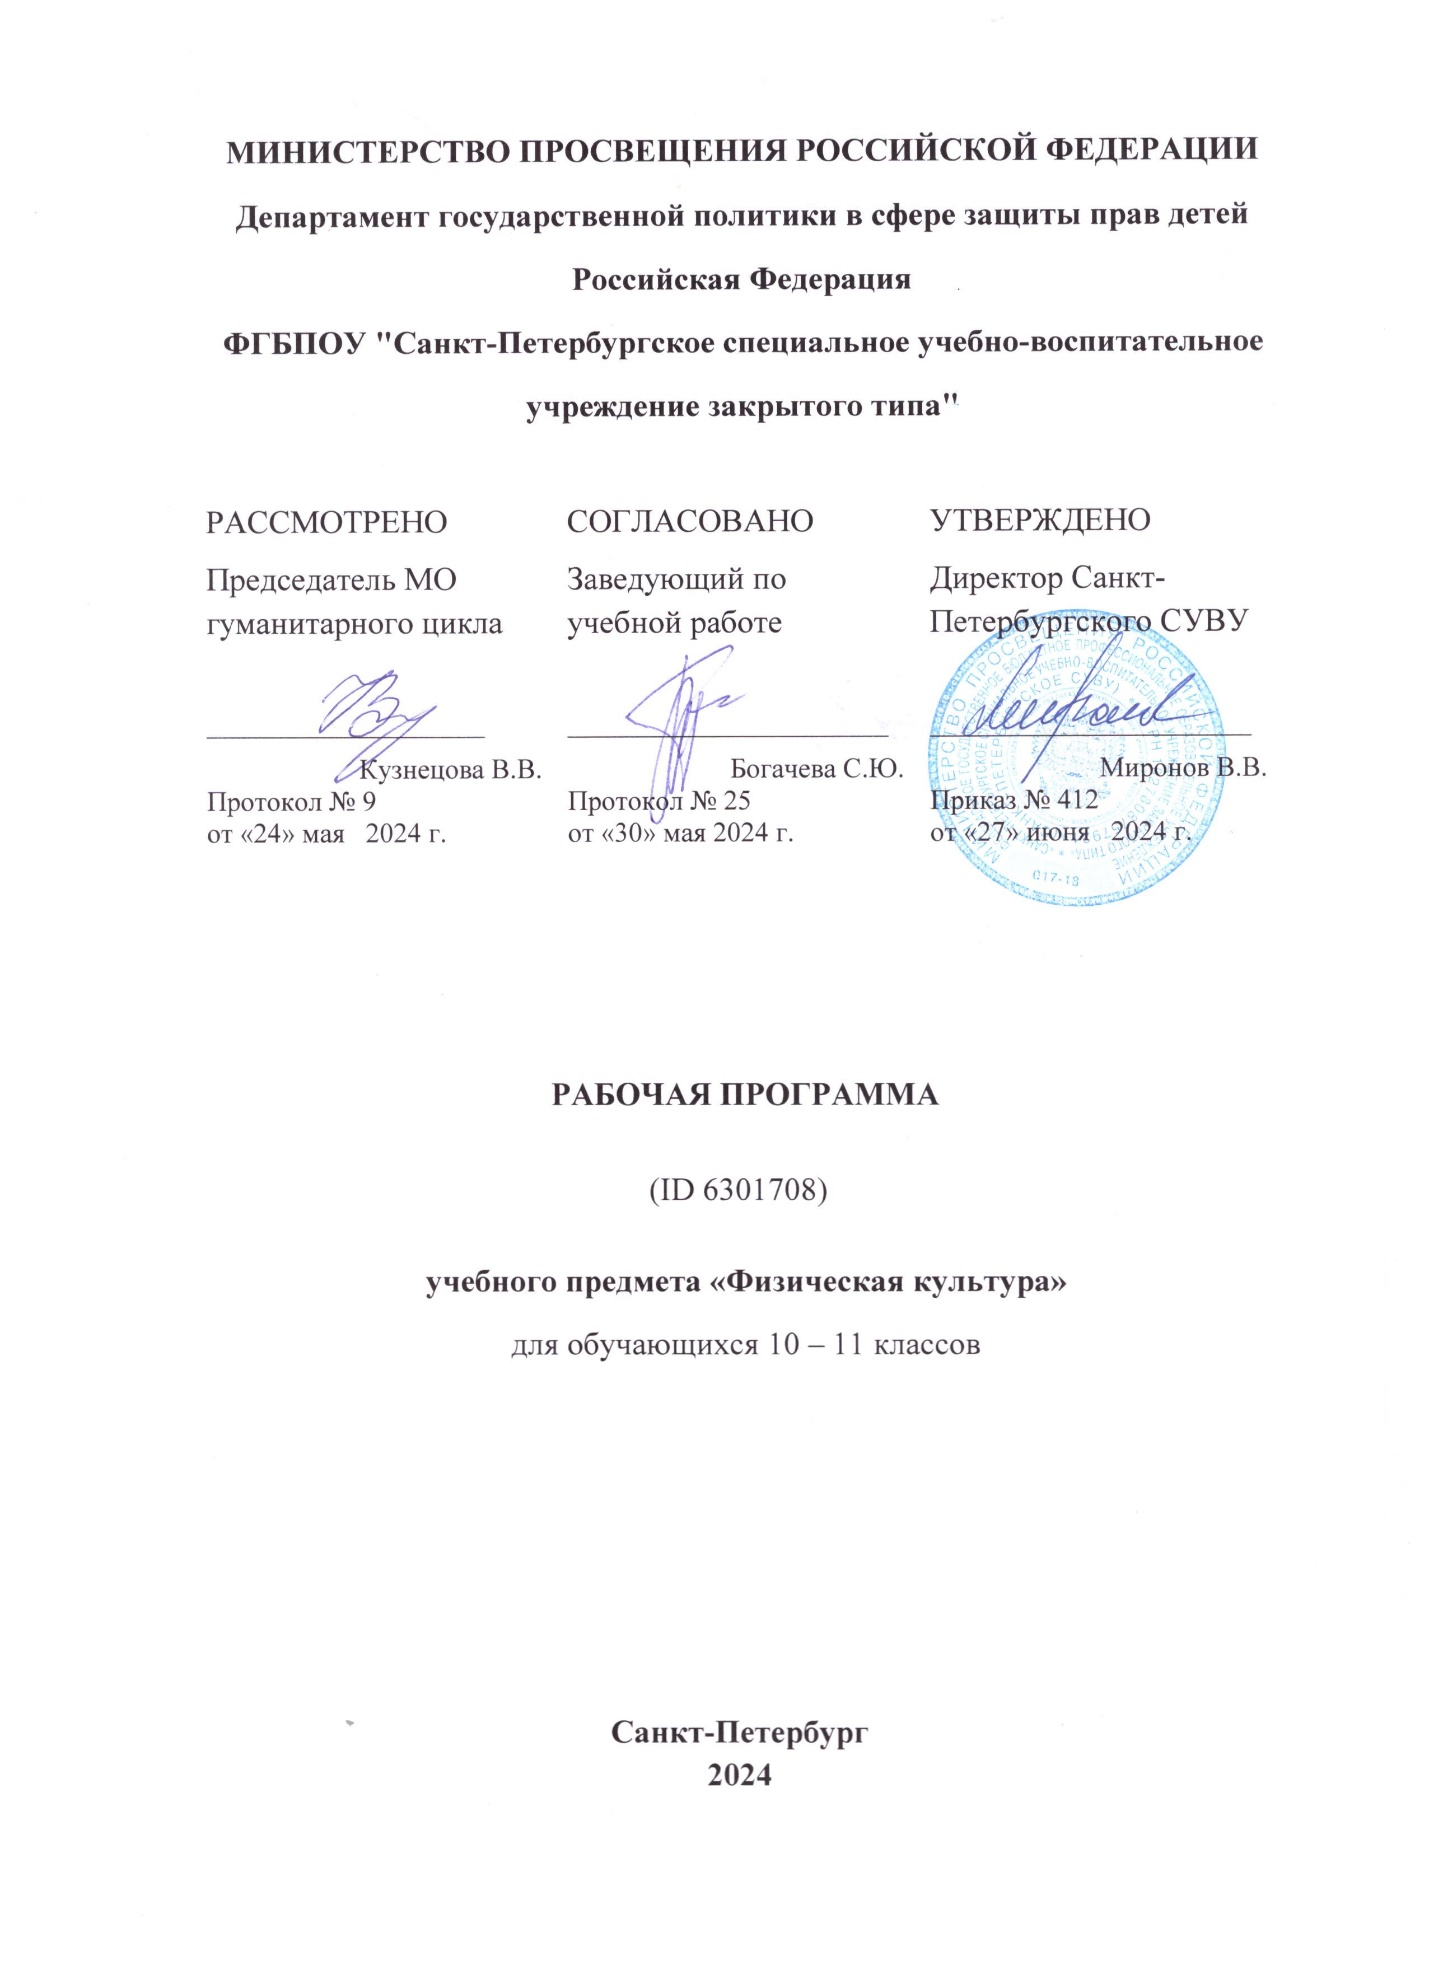 МИНИСТЕРСТВО ПРОСВЕЩЕНИЯ РОССИЙСКОЙ ФЕДЕРАЦИИ
Департамент государственной политики в сфере защиты прав детей
Российская Федерация
ФГБПОУ "Санкт-Петербургское специальное учебно-воспитательное
учреждение закрытого типа"
РАССМОТРЕНО
Председатель МО
гуманитарного цикла
Кузнецова В.В.
Протокол № 9
от «24» мая 2024 г.
СОГЛАСОВАНО
Заведующий по
учебной работе
Богачева С.Ю.
Протокол № 25
от «30» мая 2024 г.
УТВЕРЖДЕНО
Директор Санкт-
Петербургского СУВУ
Миронов В.В.
Приказ № 412
от «27» июня 2024 г.
РАБОЧАЯ ПРОГРАММА
(ID 6301708)
учебного предмета «Физическая культура»
для обучающихся 10 – 11 классов
Санкт-Петербург
2024